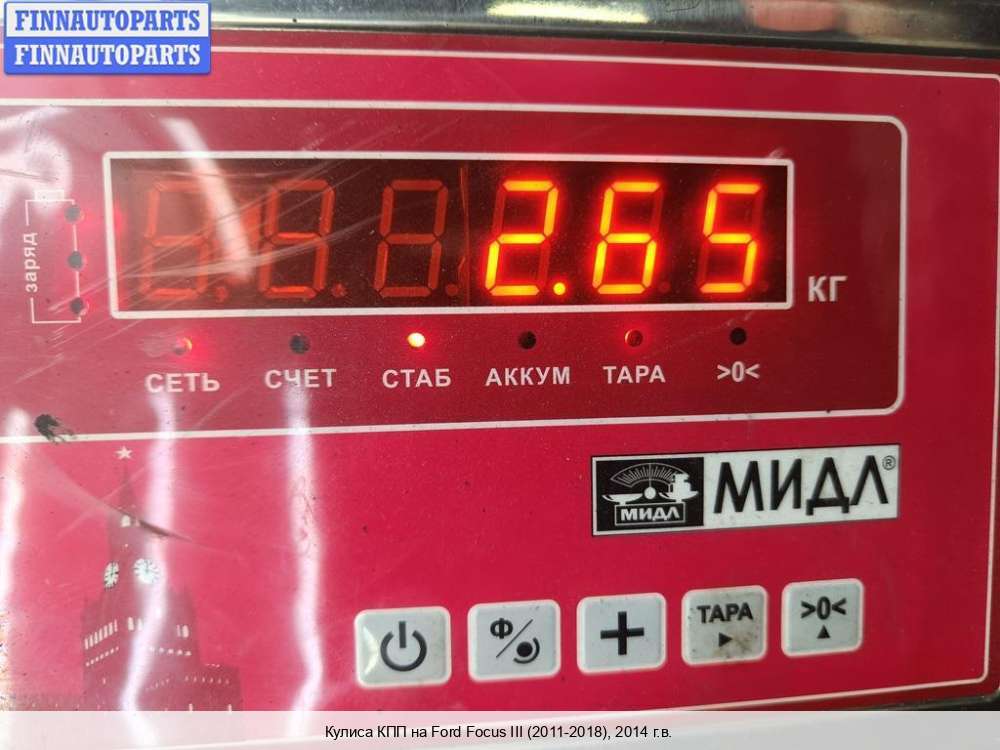 FINNAUTOPARTS
FINNAUTOPARTS
заряд
2.65
КГ
СЕТЬ СЧЕТ СТАБ АККУМ ТАРА >0<
МИДЛ МИДЛ®
Ф/ + ТАРА >0<
Кулиса КПП на Ford Focus III (2011-2018), 2014 г.в.